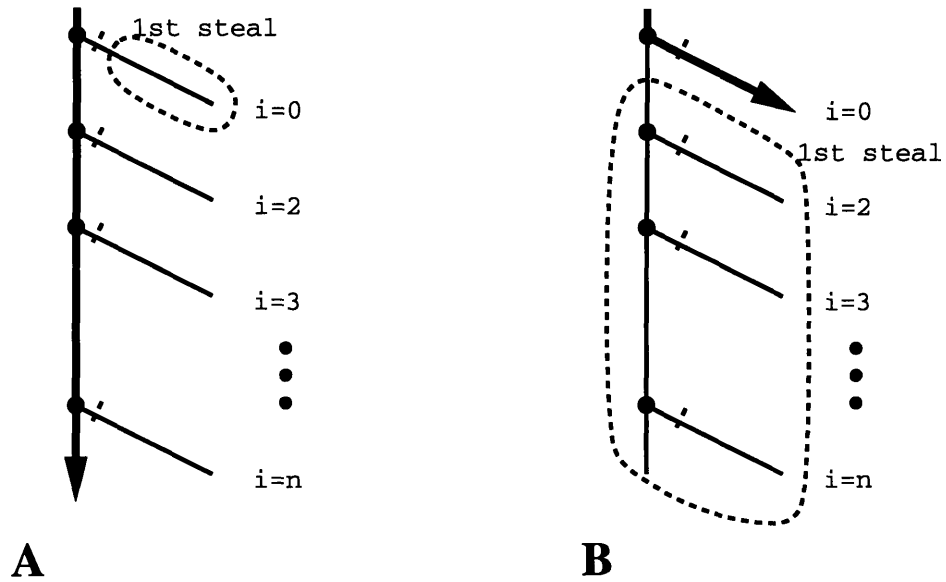 1st steal
i=0
i=2
i=3
i=n
A
i=0
1st steal
i=2
i=3
i=n
B